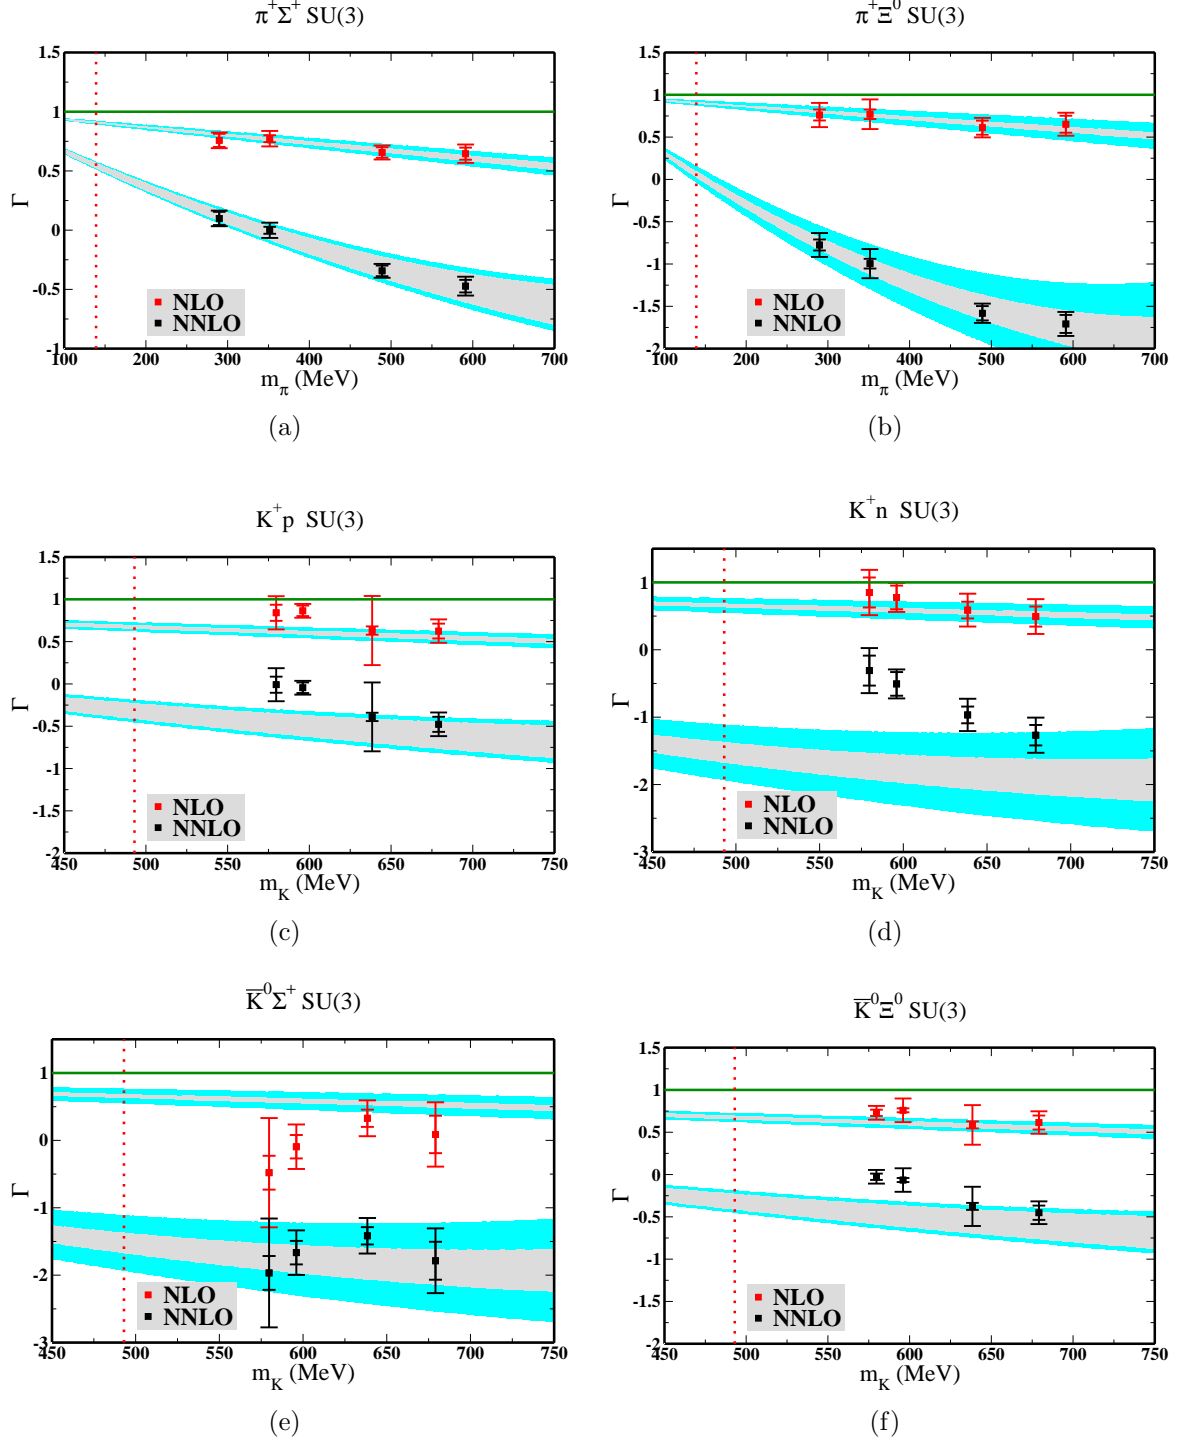 π⁺Σ⁺ SU(3)
1.5
1
0.5
0
-0.5
-1
Γ
NLO
NNLO
100 200 300 400 500 600 700
m_π (MeV)
(a)
π⁺Ξ⁰ SU(3)
1.5
1
0.5
0
-0.5
-1
-1.5
-2
Γ
NLO
NNLO
100 200 300 400 500 600 700
m_π (MeV)
(b)
K⁺p SU(3)
1.5
1
0.5
0
-0.5
-1
-1.5
-2
Γ
NLO
NNLO
450 500 550 600 650 700 750
m_K (MeV)
(c)
K⁺n SU(3)
1
0
-1
-2
-3
Γ
NLO
NNLO
450 500 550 600 650 700 750
m_K (MeV)
(d)
K̅⁰Σ⁺ SU(3)
1
0
-1
-2
-3
Γ
NLO
NNLO
450 500 550 600 650 700 750
m_K (MeV)
(e)
K̅⁰Ξ⁰ SU(3)
1.5
1
0.5
0
-0.5
-1
-1.5
-2
Γ
NLO
NNLO
450 500 550 600 650 700 750
m_K (MeV)
(f)